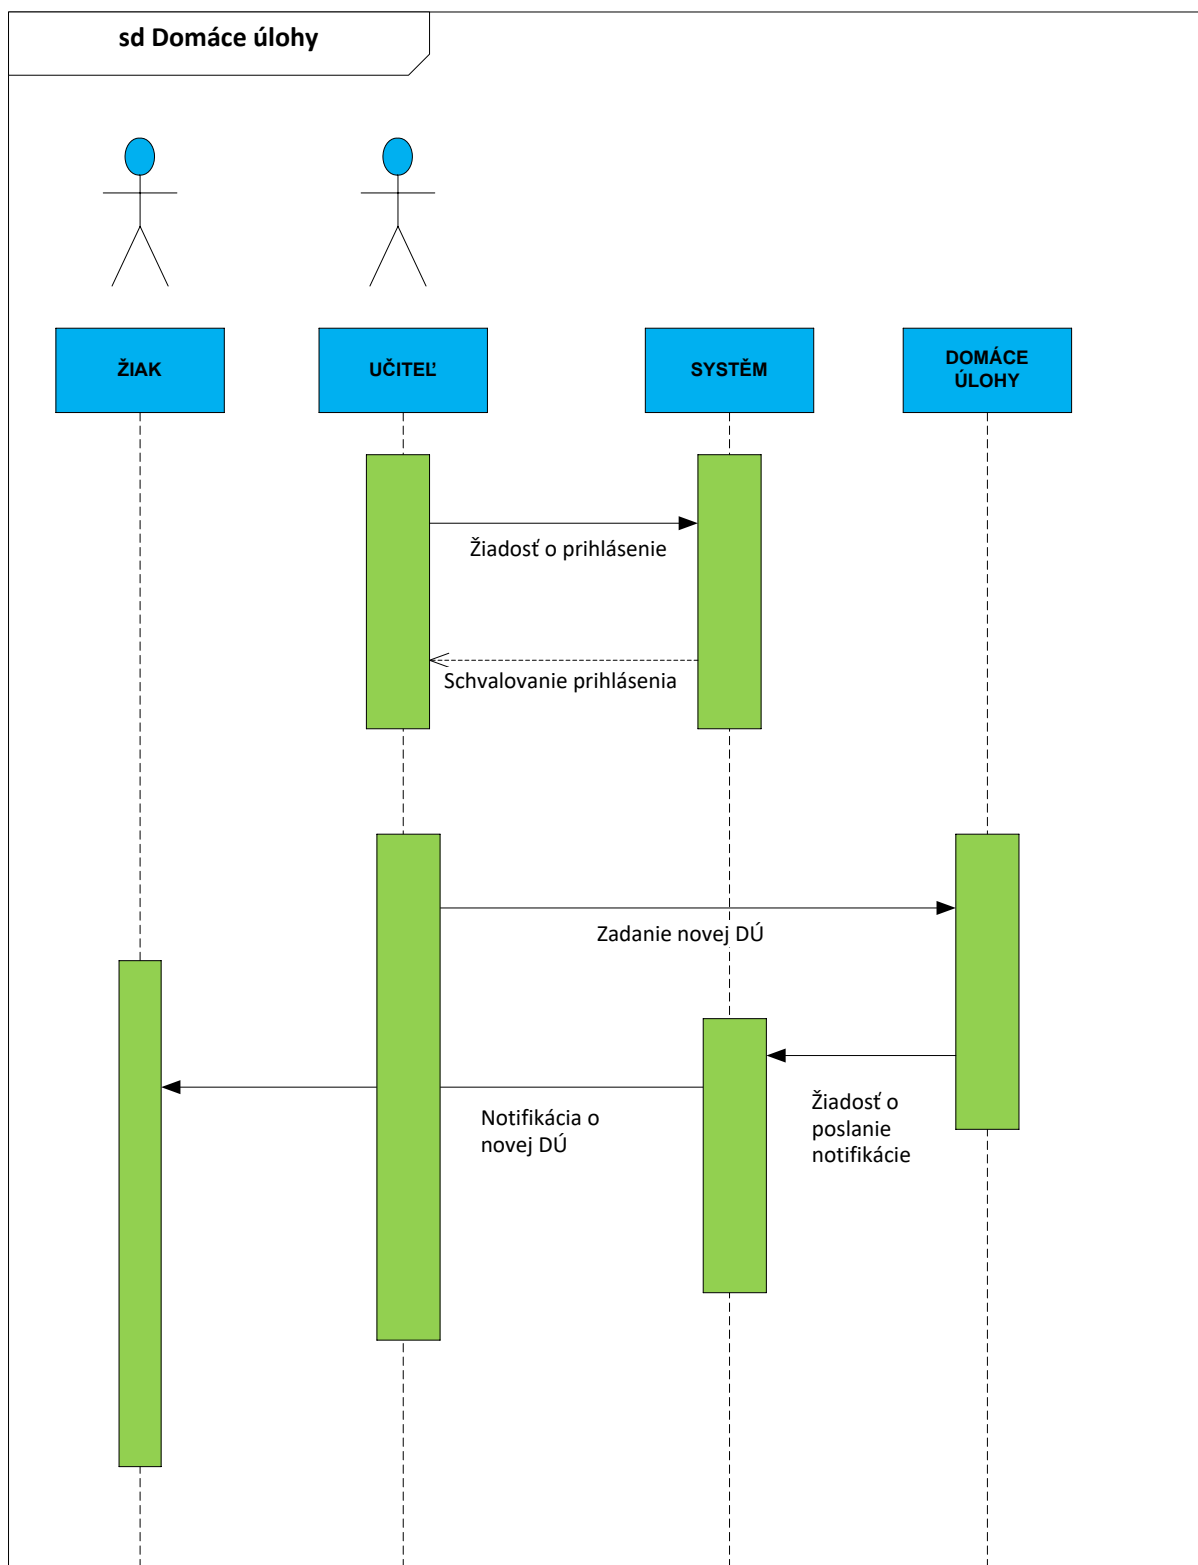 sd Domáce úlohy
ŽIAK
UČITEĽ
SYSTĚM
DOMÁCE
ÚLOHY
Žiadosť o prihlásenie
Schvalovanie prihlásenia
Zadanie novej DÚ
Notifikácia o
novej DÚ
Žiadosť o
poslanie
notifikácie